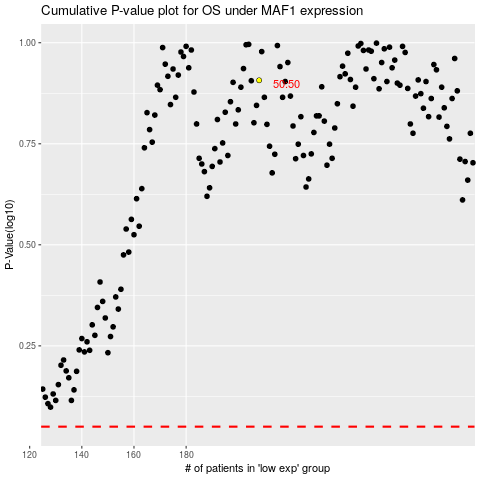 Cumulative P-value plot for OS under MAF1 expression
1.00
50:50
0.75
P-Value(log10)
0.50
0.25
120 140 160 180
# of patients in 'low exp' group